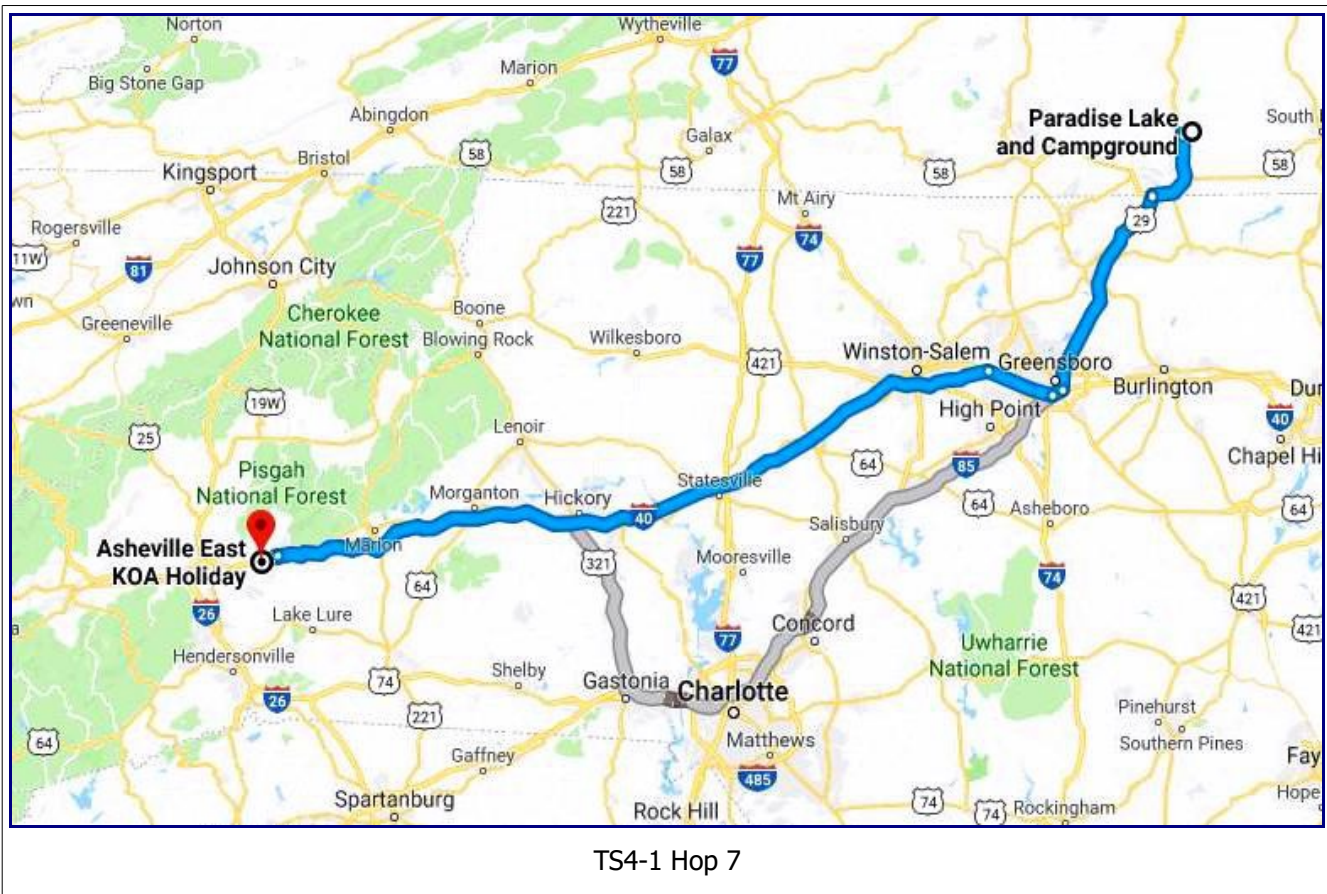 Norton
Wytheville
77
Big Stone Gap
Marion
Abingdon
Paradise Lake
and Campground
South
Galax
58
58
58
58
Bristol
Kingsport
Mt Airy
221
29
Rogersville
74
11W
77
81
Johnson City
wn
Greeneville
Cherokee
National Forest
Boone
Blowing Rock
Wilkesboro
421
Winston-Salem
Greensboro
Burlington
Dur
19W
High Point
40
25
Lenoir
64
85
Chapel Hi
Pisgah
National Forest
Statesville
Morganton
Hickory
40
64
Asheboro
64
Salisbury
Marion
Asheville East
KOA Holiday
321
Mooresville
64
74
421
26
Lake Lure
77
Concord
421
a
Uwharrie
National Forest
Hendersonville
Shelby
74
Gastonia
Charlotte
26
221
Pinehurst
64
Matthews
Southern Pines
Gaffney
Fay
485
Hope
Spartanburg
Rock Hill
74
74
Rockingham
TS4-1 Hop 7